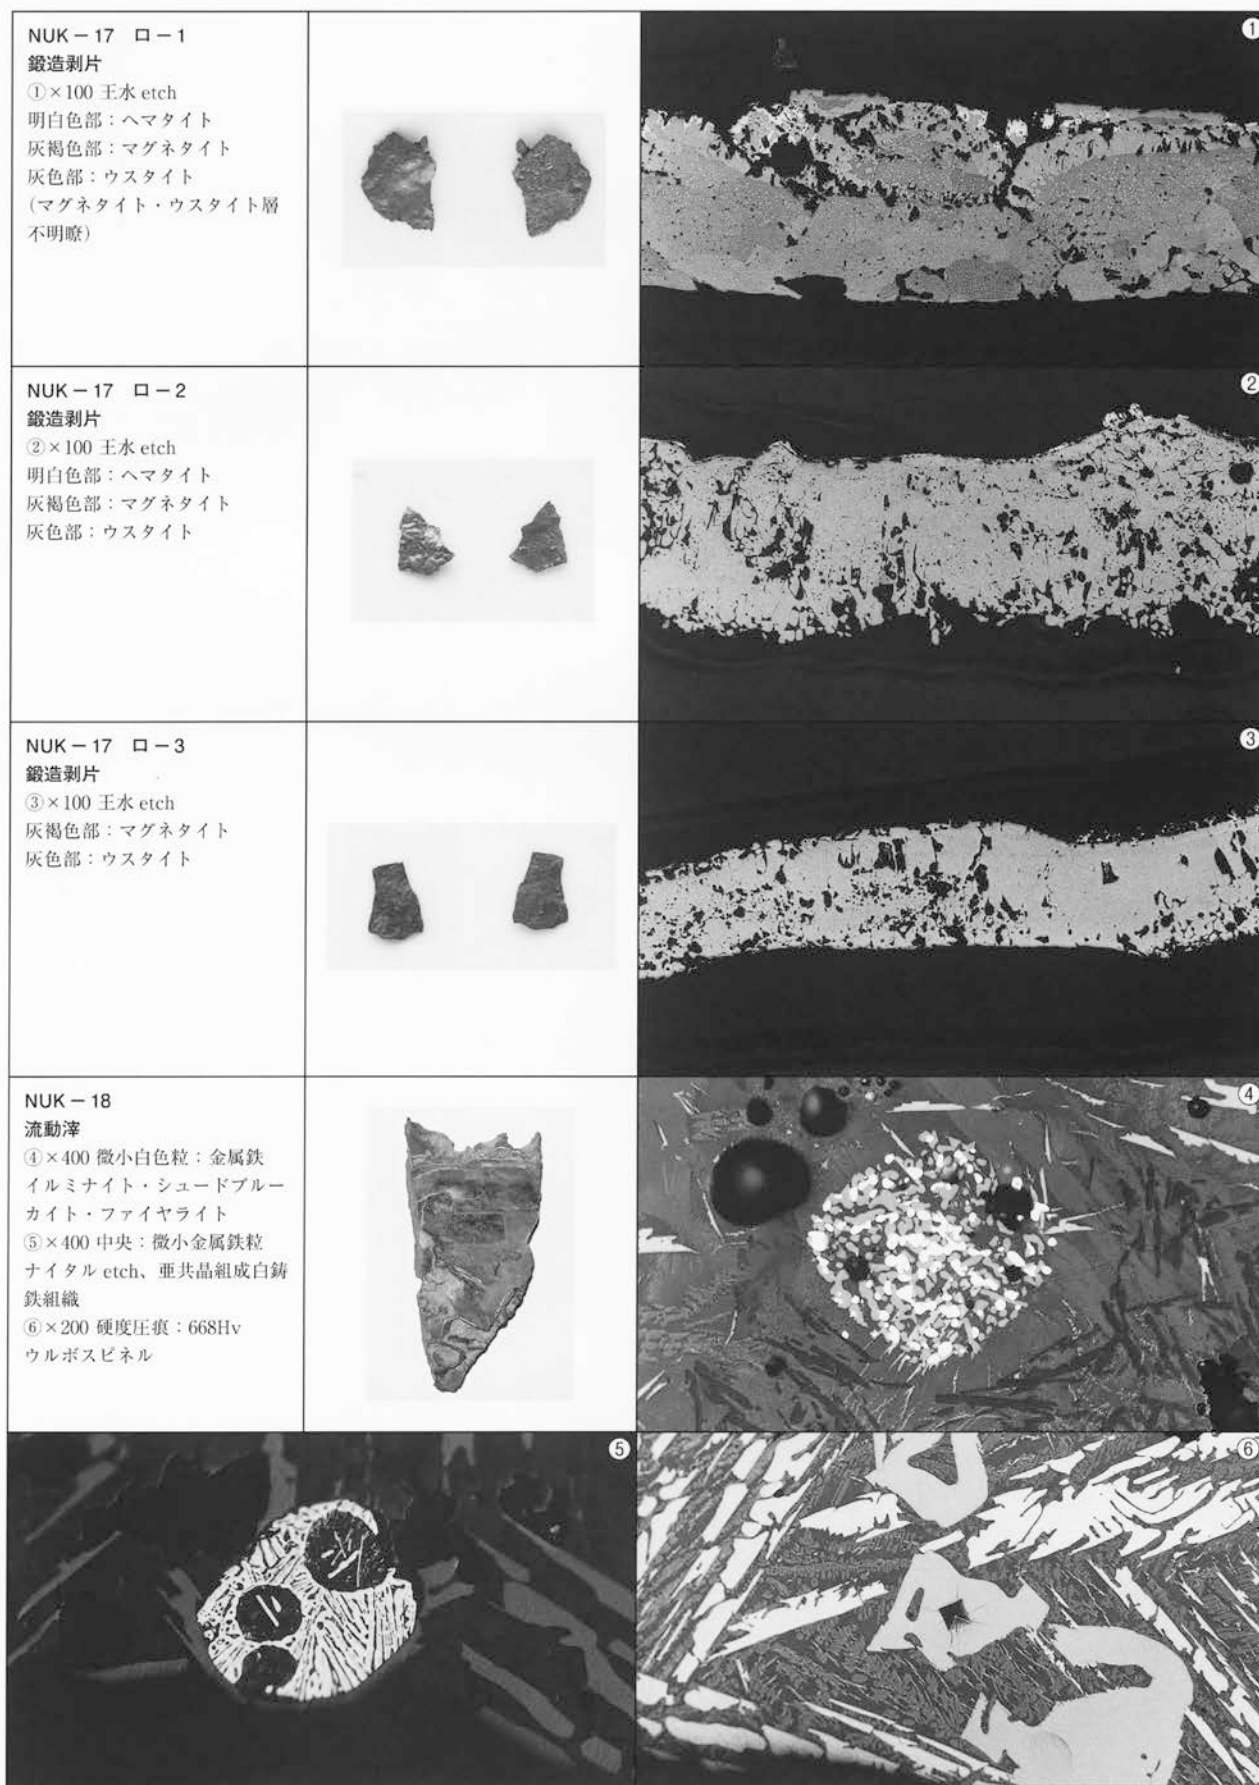 NUK－17　ロ－1
鍛造剥片
①×100 王水 etch
明白色部：ヘマタイト
灰褐色部：マグネタイト
灰色部：ウスタイト
(マグネタイト・ウスタイト層
不明瞭)
①
NUK－17　ロ－2
鍛造剥片
②×100 王水 etch
明白色部：ヘマタイト
灰褐色部：マグネタイト
灰色部：ウスタイト
②
NUK－17　ロ－3
鍛造剥片
③×100 王水 etch
灰褐色部：マグネタイト
灰色部：ウスタイト
③
NUK－18
流動滓
④×400 微小白色粒：金属鉄
イルミナイト・シュードブルー
カイト・ファイヤライト
⑤×400 中央：微小金属鉄粒
ナイタル etch、亜共晶組成白鋳
鉄組織
⑥×200 硬度圧痕：668Hv
ウルボスピネル
④
⑤
⑥